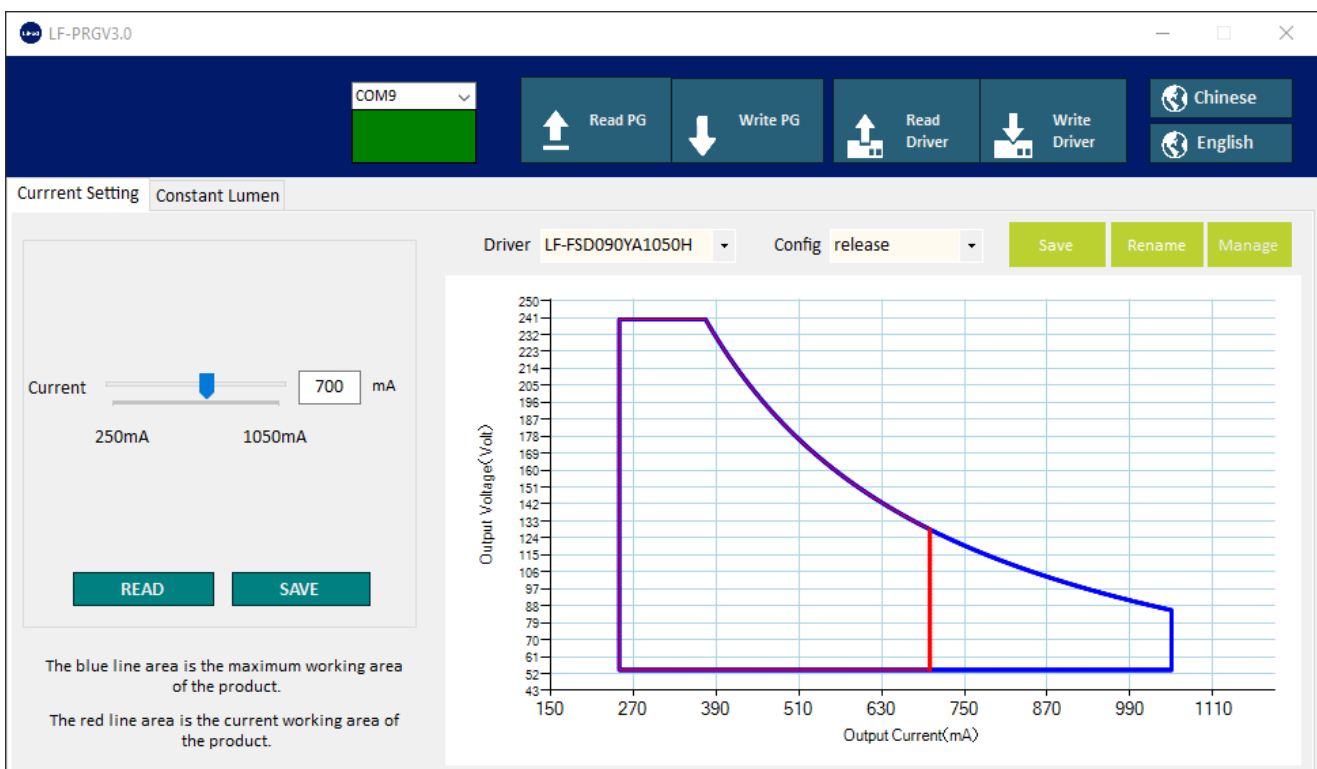 LF-PRGV3.0
COM9
Read PG
Write PG
Read
Driver
Write
Driver
Chinese
English
Currrent Setting
Constant Lumen
Driver LF-FSD090YA1050H
Config release
Save
Rename
Manage
Current
700 mA
250mA
1050mA
READ
SAVE
The blue line area is the maximum working area
of the product.
The red line area is the current working area of
the product.
Output Voltage(Volt)
250
241
232
223
214
205
196
187
178
169
160
151
142
133
124
115
106
97
88
79
70
61
52
43
150 270 390 510 630 750 870 990 1110
Output Current(mA)